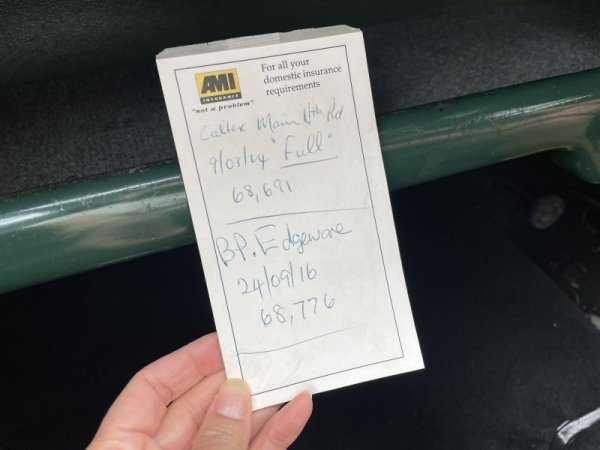 AMI
INSURANCE
"not a problem"
For all your
domestic insurance
requirements
Caltex Main Nth Rd
9/03/14 "Full"
68,691
BP. Edgeware
24/09/16
68,776